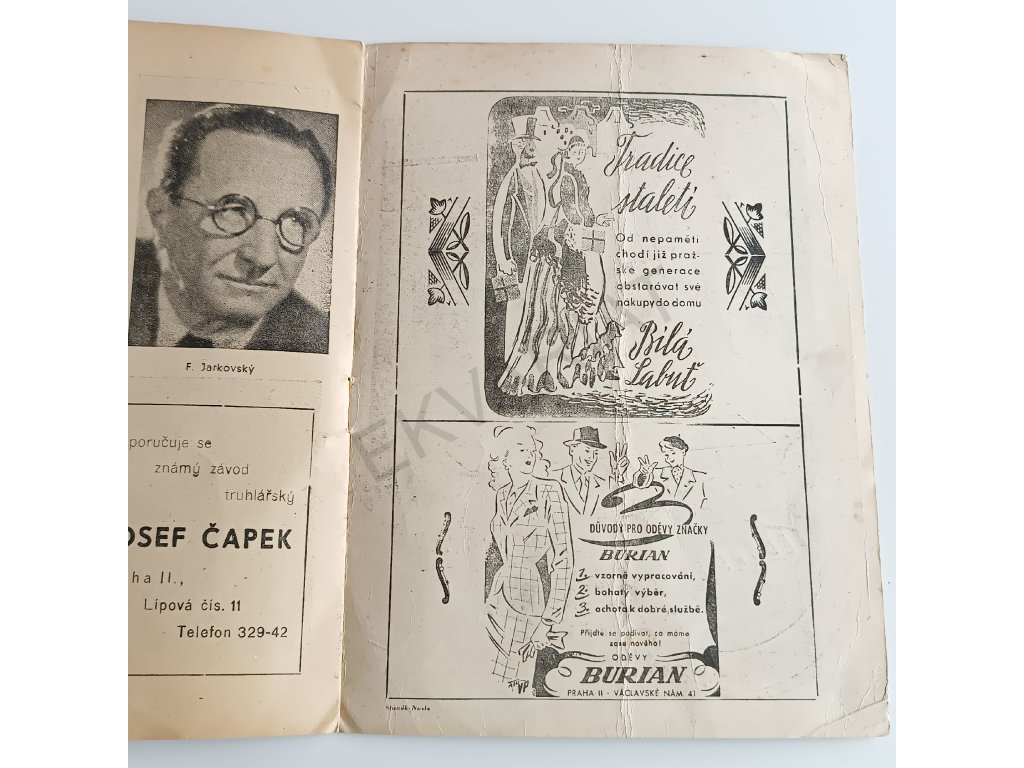 F. Jarkovský
poručuje se
známý závod
truhlářský
OSEF ČAPEK
ha II.,
Lípová čís. 11
Telefon 329-42
Tradice
staletí
Od nepaměti
chodí již praž-
ské generace
obstarávat své
nákupy do domu
Bílá
Labuť
3
DŮVODY PRO ODĚVY ZNAČKY
BURIAN
1. vzorné vypracování,
2. bohatý výběr,
3. ochota k dobré službě.
Přijďte se podívat, co máme
zase nového!
ODĚVY
BURIAN
PRAHA II - VÁCLAVSKÉ NÁM. 41